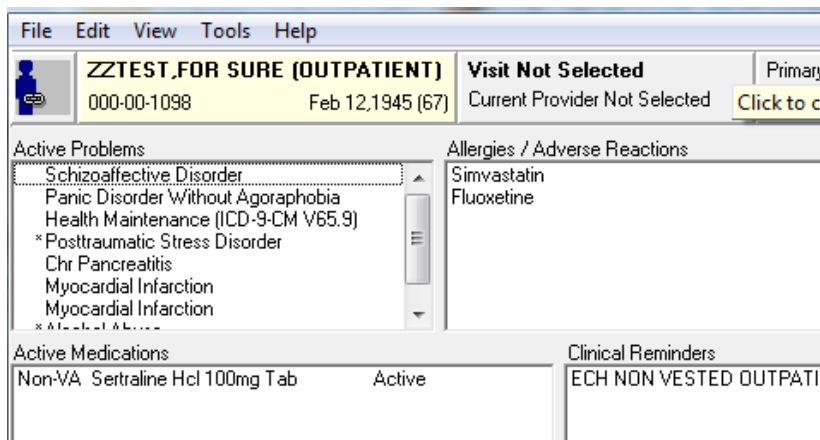 File Edit View Tools Help
ZZTEST,FOR SURE (OUTPATIENT)
000-00-1098 Feb 12,1945 (67)
Visit Not Selected
Current Provider Not Selected
Primary
Click to c
Active Problems
Schizoaffective Disorder
Panic Disorder Without Agoraphobia
Health Maintenance (ICD-9-CM V65.9)
*Posttraumatic Stress Disorder
Chr Pancreatitis
Myocardial Infarction
Myocardial Infarction
Allergies / Adverse Reactions
Simvastatin
Fluoxetine
Active Medications
Non-VA Sertraline Hcl 100mg Tab Active
Clinical Reminders
ECH NON VESTED OUTPATI